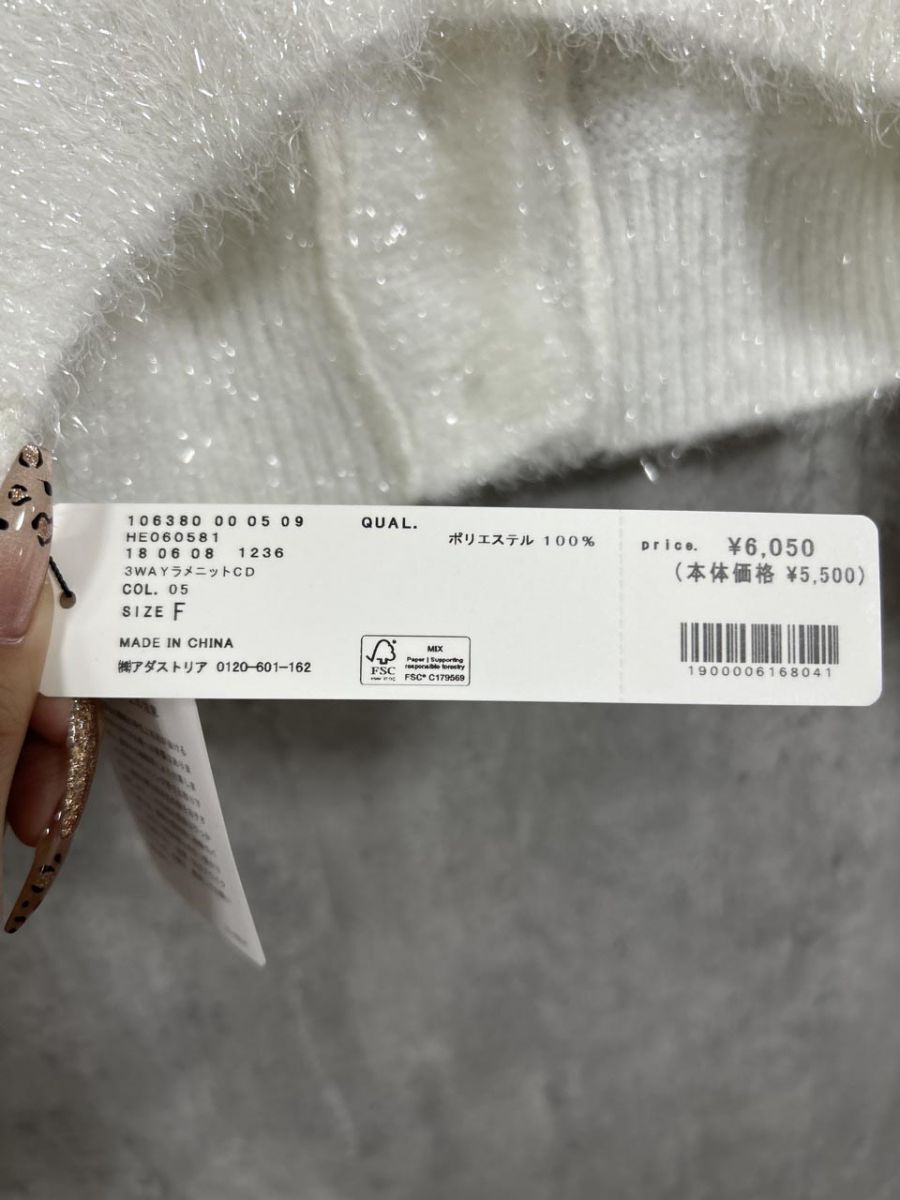 106380 00 05 09
HE060581
18 06 08 1236
3WAYラメニットCD
COL. 05
SIZE F
MADE IN CHINA
㈱アダストリア 0120-601-162
QUAL.
ポリエステル 100%
FSC
MIX
Paper | Supporting
responsible forestry
FSC® C179569
price. ¥6,050
(本体価格 ¥5,500)
1900006168041